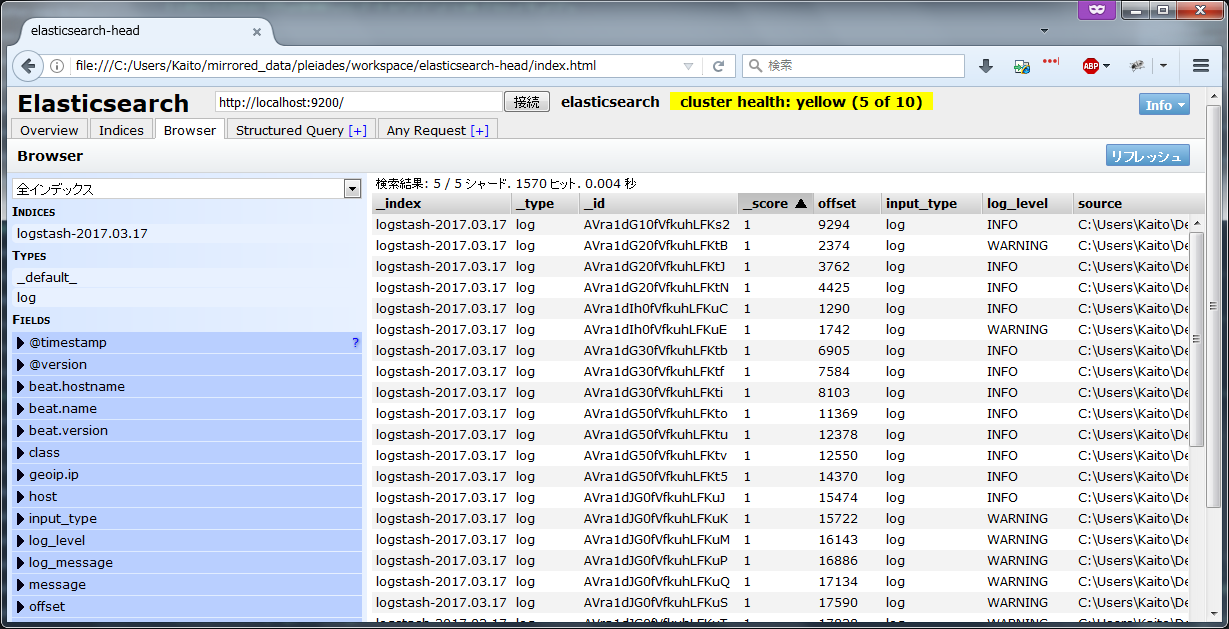 elasticsearch-head
file:///C:/Users/Kaito/mirrored_data/pleiades/workspace/elasticsearch-head/index.html 検索 ABP
Elasticsearch http://localhost:9200/ 接続 elasticsearch cluster health: yellow (5 of 10) Info
Overview Indices Browser Structured Query [+] Any Request [+]
Browser リフレッシュ
全インデックス
INDICES
logstash-2017.03.17
TYPES
_default_
log
FIELDS
@timestamp ?
@version
beat.hostname
beat.name
beat.version
class
geoip.ip
host
input_type
log_level
log_message
message
offset
検索結果: 5 / 5 シャード. 1570 ヒット. 0.004 秒
_index _type _id _score ▲ offset input_type log_level source
logstash-2017.03.17 log AVra1dG10fVfkuhLFKs2 1 9294 log INFO C:\Users\Kaito\De
logstash-2017.03.17 log AVra1dG20fVfkuhLFKtB 1 2374 log WARNING C:\Users\Kaito\De
logstash-2017.03.17 log AVra1dG20fVfkuhLFKtJ 1 3762 log INFO C:\Users\Kaito\De
logstash-2017.03.17 log AVra1dG20fVfkuhLFKtN 1 4425 log INFO C:\Users\Kaito\De
logstash-2017.03.17 log AVra1dIh0fVfkuhLFKuC 1 1290 log INFO C:\Users\Kaito\De
logstash-2017.03.17 log AVra1dIh0fVfkuhLFKuE 1 1742 log WARNING C:\Users\Kaito\De
logstash-2017.03.17 log AVra1dG30fVfkuhLFKtb 1 6905 log INFO C:\Users\Kaito\De
logstash-2017.03.17 log AVra1dG30fVfkuhLFKtf 1 7584 log INFO C:\Users\Kaito\De
logstash-2017.03.17 log AVra1dG30fVfkuhLFKti 1 8103 log INFO C:\Users\Kaito\De
logstash-2017.03.17 log AVra1dG50fVfkuhLFKto 1 11369 log INFO C:\Users\Kaito\De
logstash-2017.03.17 log AVra1dG50fVfkuhLFKtu 1 12378 log INFO C:\Users\Kaito\De
logstash-2017.03.17 log AVra1dG50fVfkuhLFKtv 1 12550 log INFO C:\Users\Kaito\De
logstash-2017.03.17 log AVra1dG50fVfkuhLFKt5 1 14370 log INFO C:\Users\Kaito\De
logstash-2017.03.17 log AVra1dJG0fVfkuhLFKuJ 1 15474 log INFO C:\Users\Kaito\De
logstash-2017.03.17 log AVra1dJG0fVfkuhLFKuK 1 15722 log WARNING C:\Users\Kaito\De
logstash-2017.03.17 log AVra1dJG0fVfkuhLFKuM 1 16143 log WARNING C:\Users\Kaito\De
logstash-2017.03.17 log AVra1dJG0fVfkuhLFKuP 1 16886 log WARNING C:\Users\Kaito\De
logstash-2017.03.17 log AVra1dJG0fVfkuhLFKuQ 1 17134 log WARNING C:\Users\Kaito\De
logstash-2017.03.17 log AVra1dJG0fVfkuhLFKuS 1 17590 log WARNING C:\Users\Kaito\De